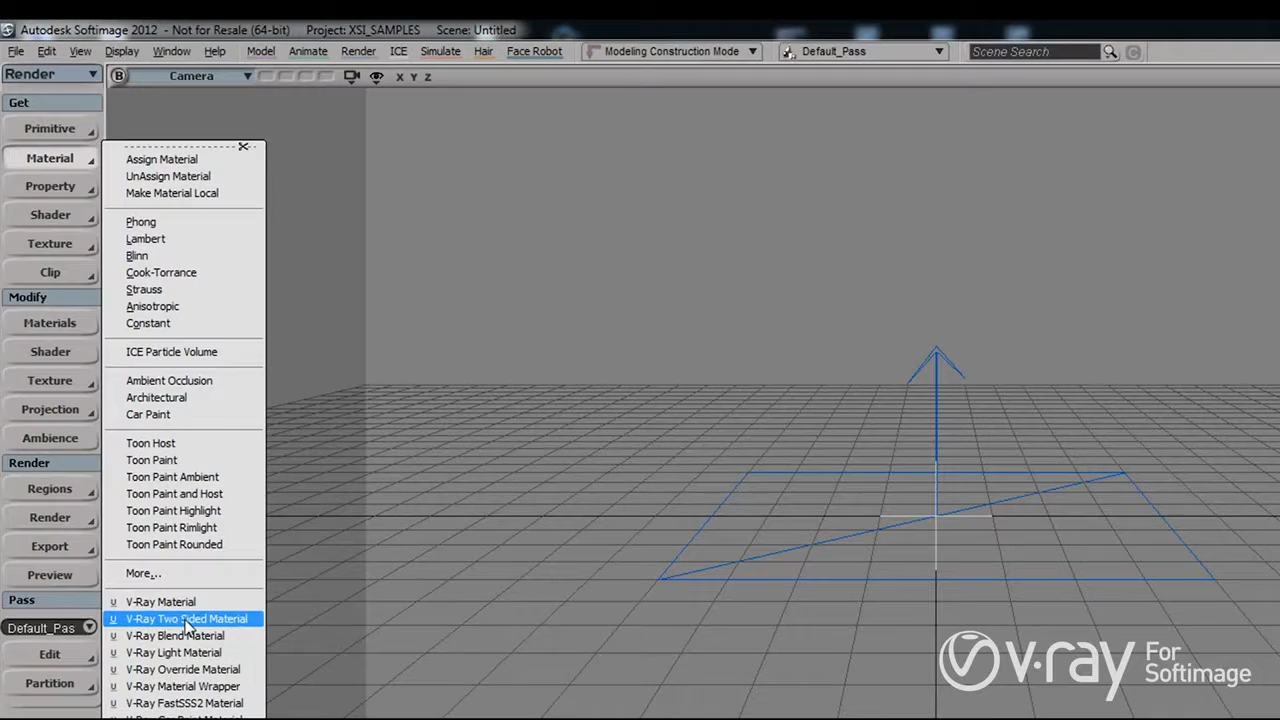 Autodesk Softimage 2012 - Not for Resale (64-bit) Project: XSI_SAMPLES Scene: Untitled
File Edit View Display Window Help Model Animate Render ICE Simulate Hair Face Robot Modeling Construction Mode Default_Pass Scene Search
Render B Camera X Y Z
Get
Primitive
Material
Property
Shader
Texture
Clip
Modify
Materials
Shader
Texture
Projection
Ambience
Render
Regions
Render
Export
Preview
Pass
Default_Pas
Edit
Partition
Assign Material
UnAssign Material
Make Material Local
Phong
Lambert
Blinn
Cook-Torrance
Strauss
Anisotropic
Constant
ICE Particle Volume
Ambient Occlusion
Architectural
Car Paint
Toon Host
Toon Paint
Toon Paint Ambient
Toon Paint and Host
Toon Paint Highlight
Toon Paint Rimlight
Toon Paint Rounded
More...
U V-Ray Material
U V-Ray Two Sided Material
U V-Ray Blend Material
U V-Ray Light Material
U V-Ray Override Material
U V-Ray Material Wrapper
U V-Ray FastSSS2 Material
v·ray For
Softimage